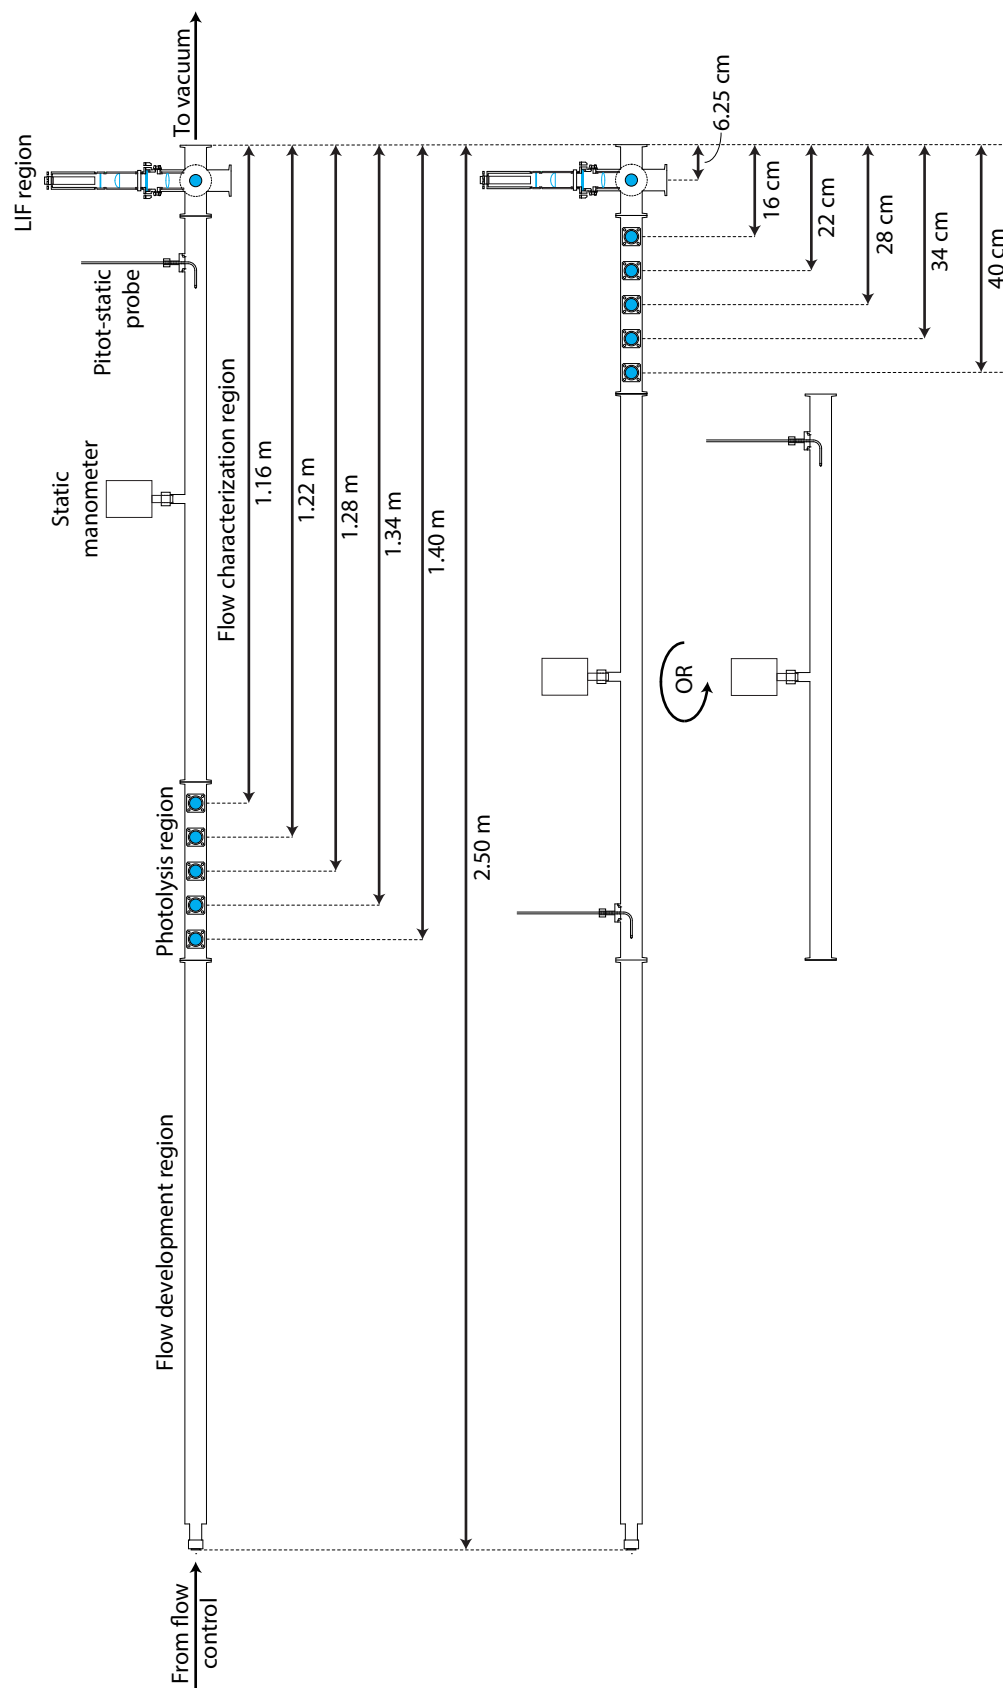 To vacuum
LIF region
Pitot-static
probe
Static
manometer
Flow characterization region
1.16 m
1.22 m
1.28 m
1.34 m
1.40 m
2.50 m
Photolysis region
Flow development region
From flow
control
6.25 cm
16 cm
22 cm
28 cm
34 cm
40 cm
OR